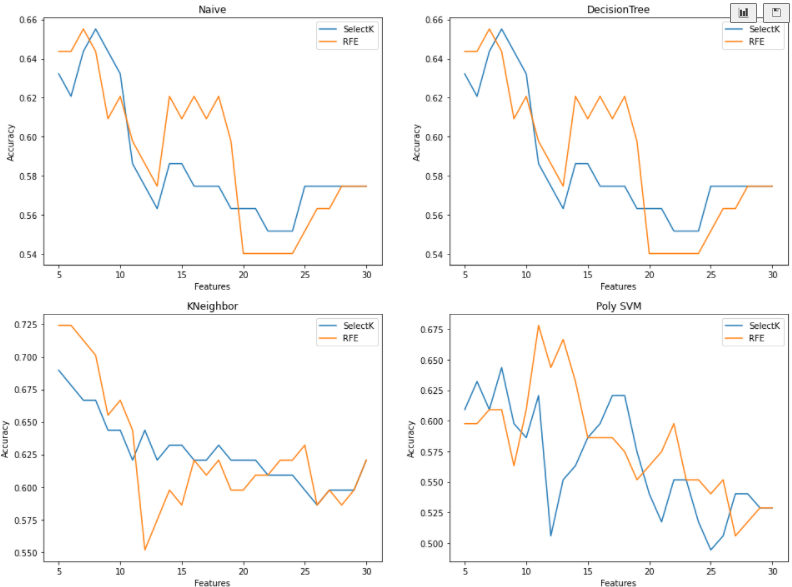 Naive
0.66
0.64
0.62
0.60
0.58
0.56
0.54
Accuracy
SelectK
RFE
5 10 15 20 25 30
Features
DecisionTree
0.66
0.64
0.62
0.60
0.58
0.56
0.54
Accuracy
SelectK
RFE
5 10 15 20 25 30
Features
KNeighbor
0.725
0.700
0.675
0.650
0.625
0.600
0.575
0.550
Accuracy
SelectK
RFE
5 10 15 20 25 30
Features
Poly SVM
0.675
0.650
0.625
0.600
0.575
0.550
0.525
0.500
Accuracy
SelectK
RFE
5 10 15 20 25 30
Features